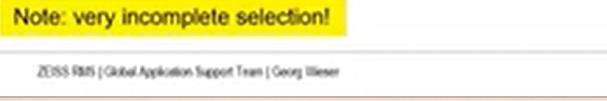 Note: very incomplete selection!
ZEISS RMS | Global Application Support Team | Georg Wieser